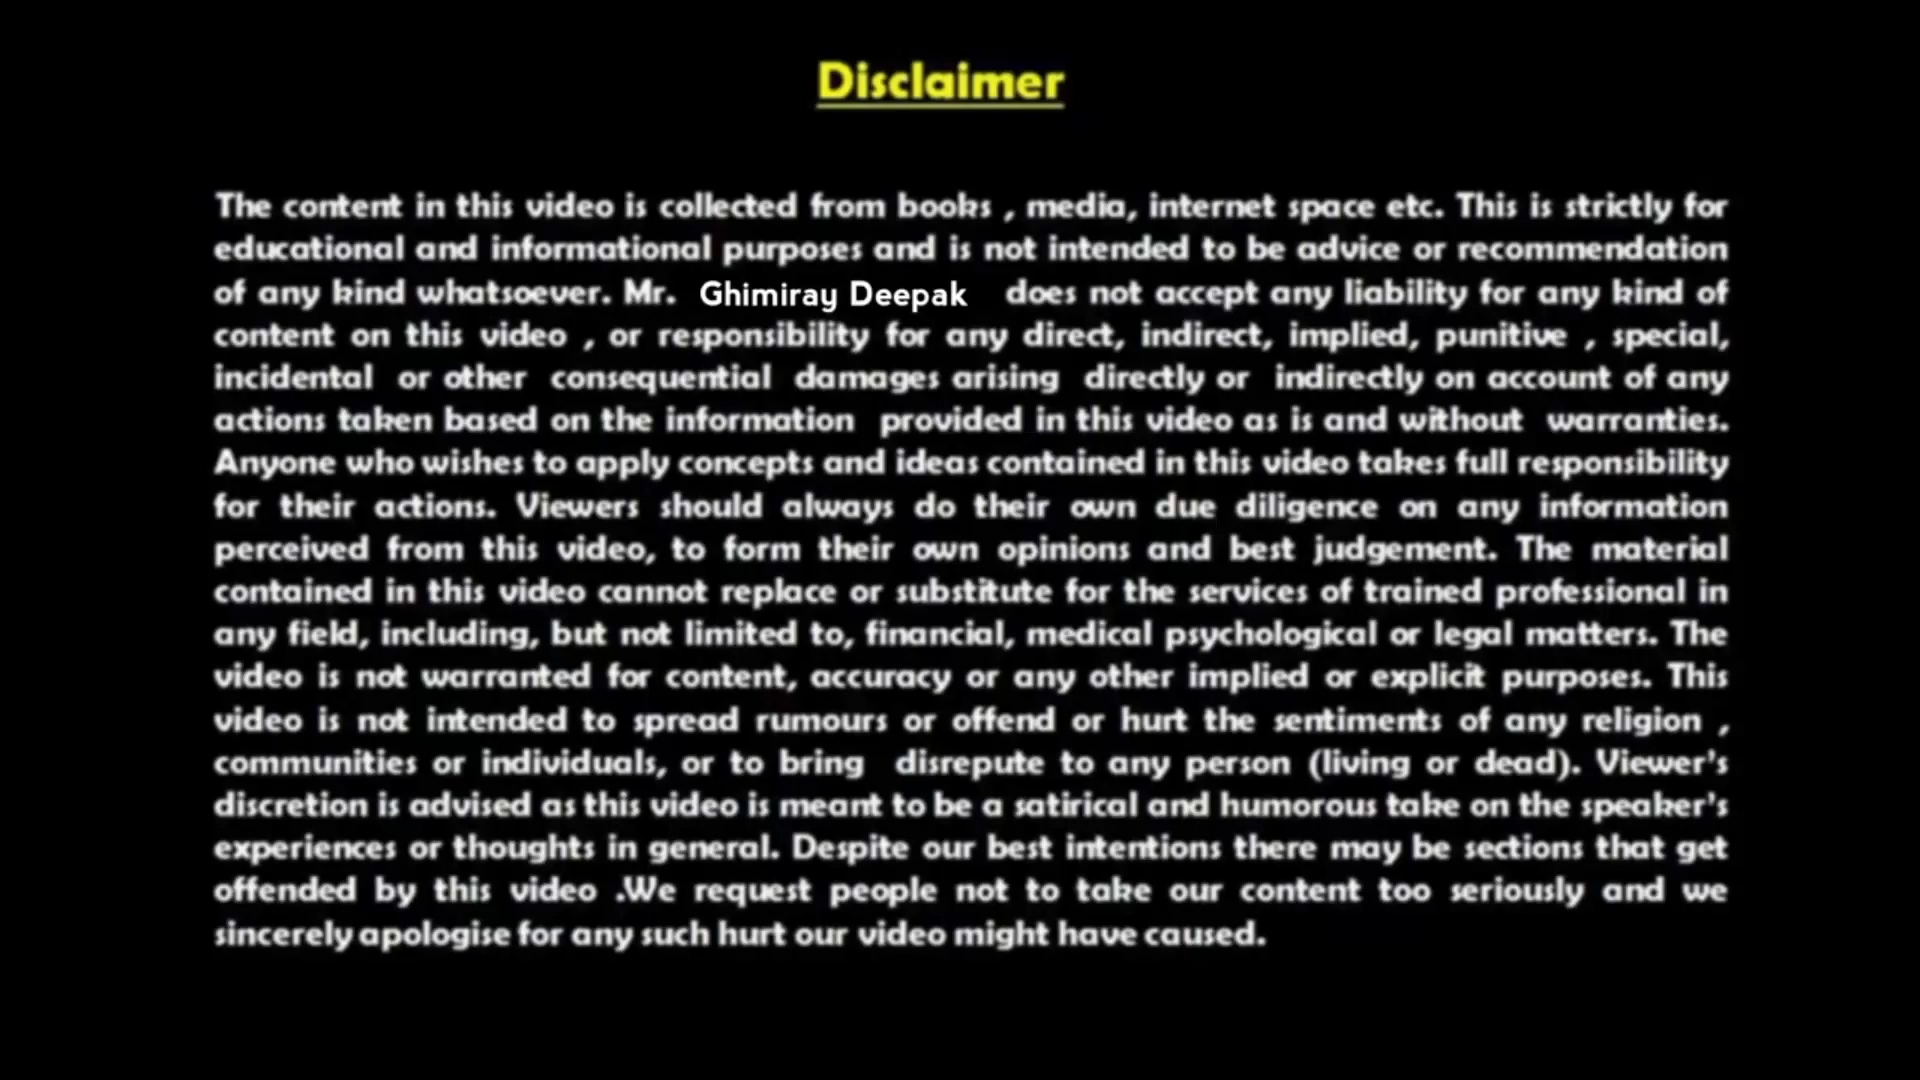 Disclaimer
The content in this video is collected from books , media, internet space etc. This is strictly for
educational and informational purposes and is not intended to be advice or recommendation
of any kind whatsoever. Mr. Ghimiray Deepak does not accept any liability for any kind of
content on this video , or responsibility for any direct, indirect, implied, punitive , special,
incidental or other consequential damages arising directly or indirectly on account of any
actions taken based on the information provided in this video as is and without warranties.
Anyone who wishes to apply concepts and ideas contained in this video takes full responsibility
for their actions. Viewers should always do their own due diligence on any information
perceived from this video, to form their own opinions and best judgement. The material
contained in this video cannot replace or substitute for the services of trained professional in
any field, including, but not limited to, financial, medical psychological or legal matters. The
video is not warranted for content, accuracy or any other implied or explicit purposes. This
video is not intended to spread rumours or offend or hurt the sentiments of any religion ,
communities or individuals, or to bring disrepute to any person (living or dead). Viewer's
discretion is advised as this video is meant to be a satirical and humorous take on the speaker's
experiences or thoughts in general. Despite our best intentions there may be sections that get
offended by this video .We request people not to take our content too seriously and we
sincerely apologise for any such hurt our video might have caused.